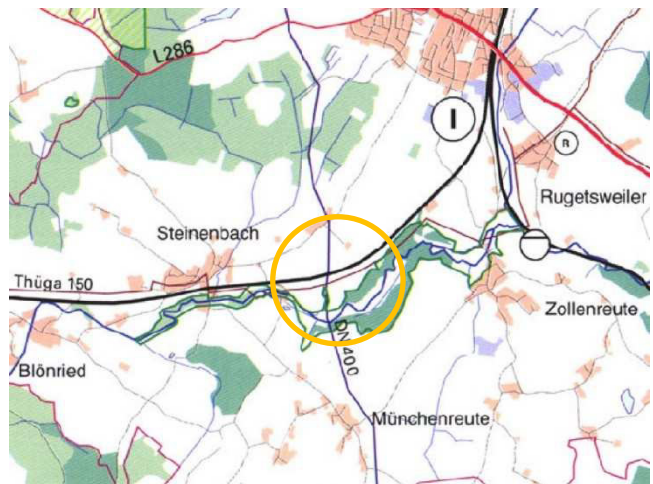 L286
I
R
Rugetsweiler
Steinenbach
Thüga 150
Zollenreute
DN 400
Blönried
Münchenreute